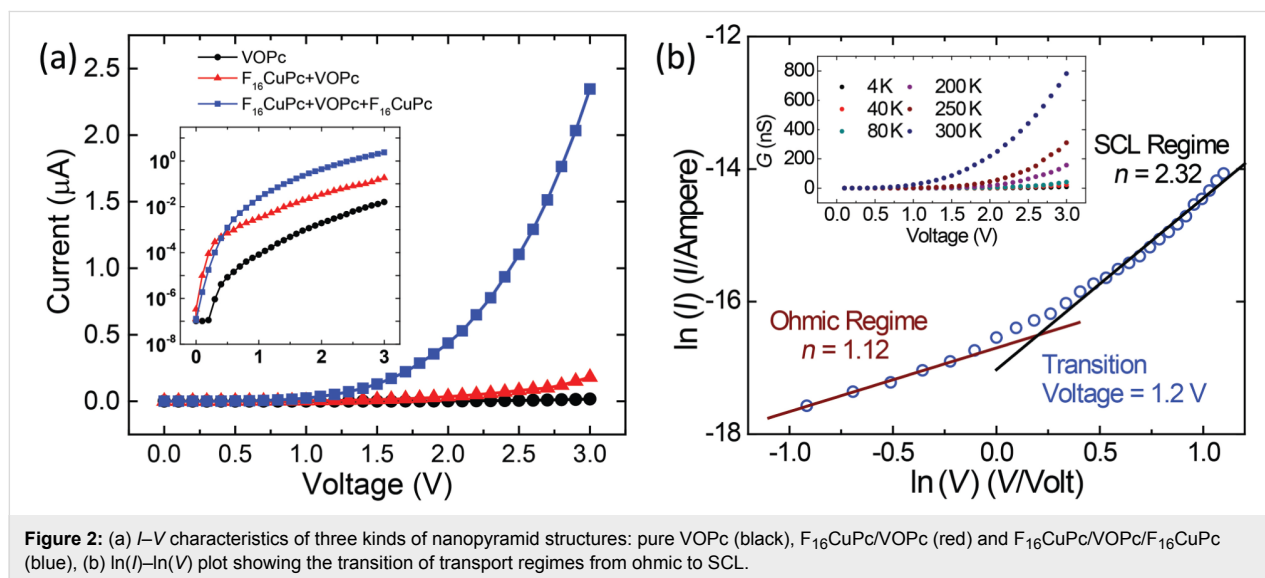 (a)
2.5
2.0
1.5
1.0
0.5
0.0
Current (μA)
VOPc
F₁₆CuPc+VOPc
F₁₆CuPc+VOPc+F₁₆CuPc
10⁰
10⁻²
10⁻⁴
10⁻⁶
10⁻⁷
10⁻⁸
0 1 2 3
0.0 0.5 1.0 1.5 2.0 2.5 3.0
Voltage (V)
(b)
-12
-16
-18
ln (I) (I/Ampere)
800
600
400
200
0
G (nS)
4K 200K
40K 250K
80K 300K
0.0 0.5 1.0 1.5 2.0 2.5 3.0
Voltage (V)
SCL Regime
n = 2.32
Ohmic Regime
n = 1.12
Transition
Voltage = 1.2 V
-1.0 -0.5 0.0 0.5 1.0
ln (V) (V/Volt)
Figure 2: (a) I–V characteristics of three kinds of nanopyramid structures: pure VOPc (black), F₁₆CuPc/VOPc (red) and F₁₆CuPc/VOPc/F₁₆CuPc
(blue), (b) ln(I)–ln(V) plot showing the transition of transport regimes from ohmic to SCL.